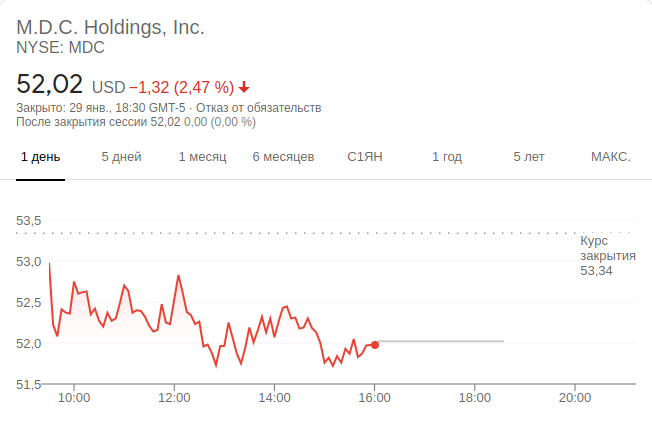 M.D.C. Holdings, Inc.
NYSE: MDC
52,02 USD −1,32 (2,47 %)
Закрыто: 29 янв., 18:30 GMT-5 · Отказ от обязательств
После закрытия сессии 52,02 0,00 (0,00 %)
1 день 5 дней 1 месяц 6 месяцев С1ЯН 1 год 5 лет МАКС.
53,5
Курс
закрытия
53,34
53,0
52,5
52,0
51,5
10:00 12:00 14:00 16:00 18:00 20:00